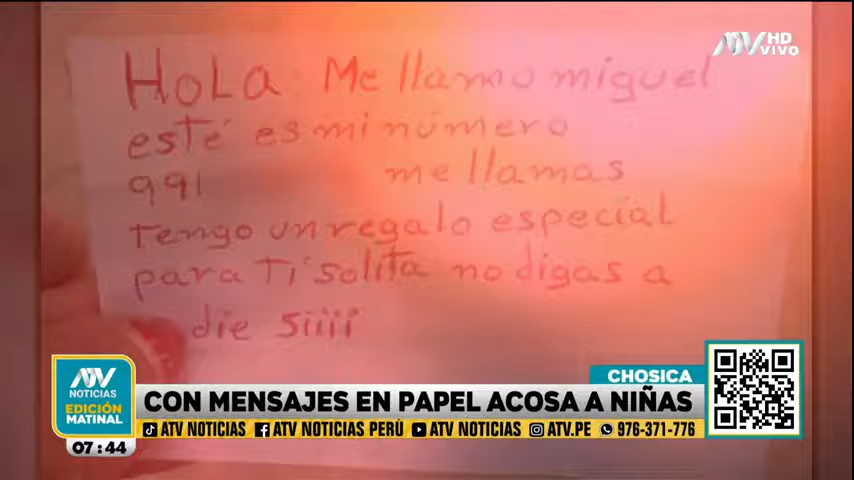 ATV HD
VIVO
HOLA: Me llamo miguel
esté es mi número
991 me llamas
Tengo un regalo especial
para Ti solita no digas a
die siiii
CHOSICA
ATV
NOTICIAS
EDICIÓN
MATINAL
CON MENSAJES EN PAPEL ACOSA A NIÑAS
ATV NOTICIAS ATV NOTICIAS PERÚ ATV NOTICIAS ATV.PE 976-371-776
07:44